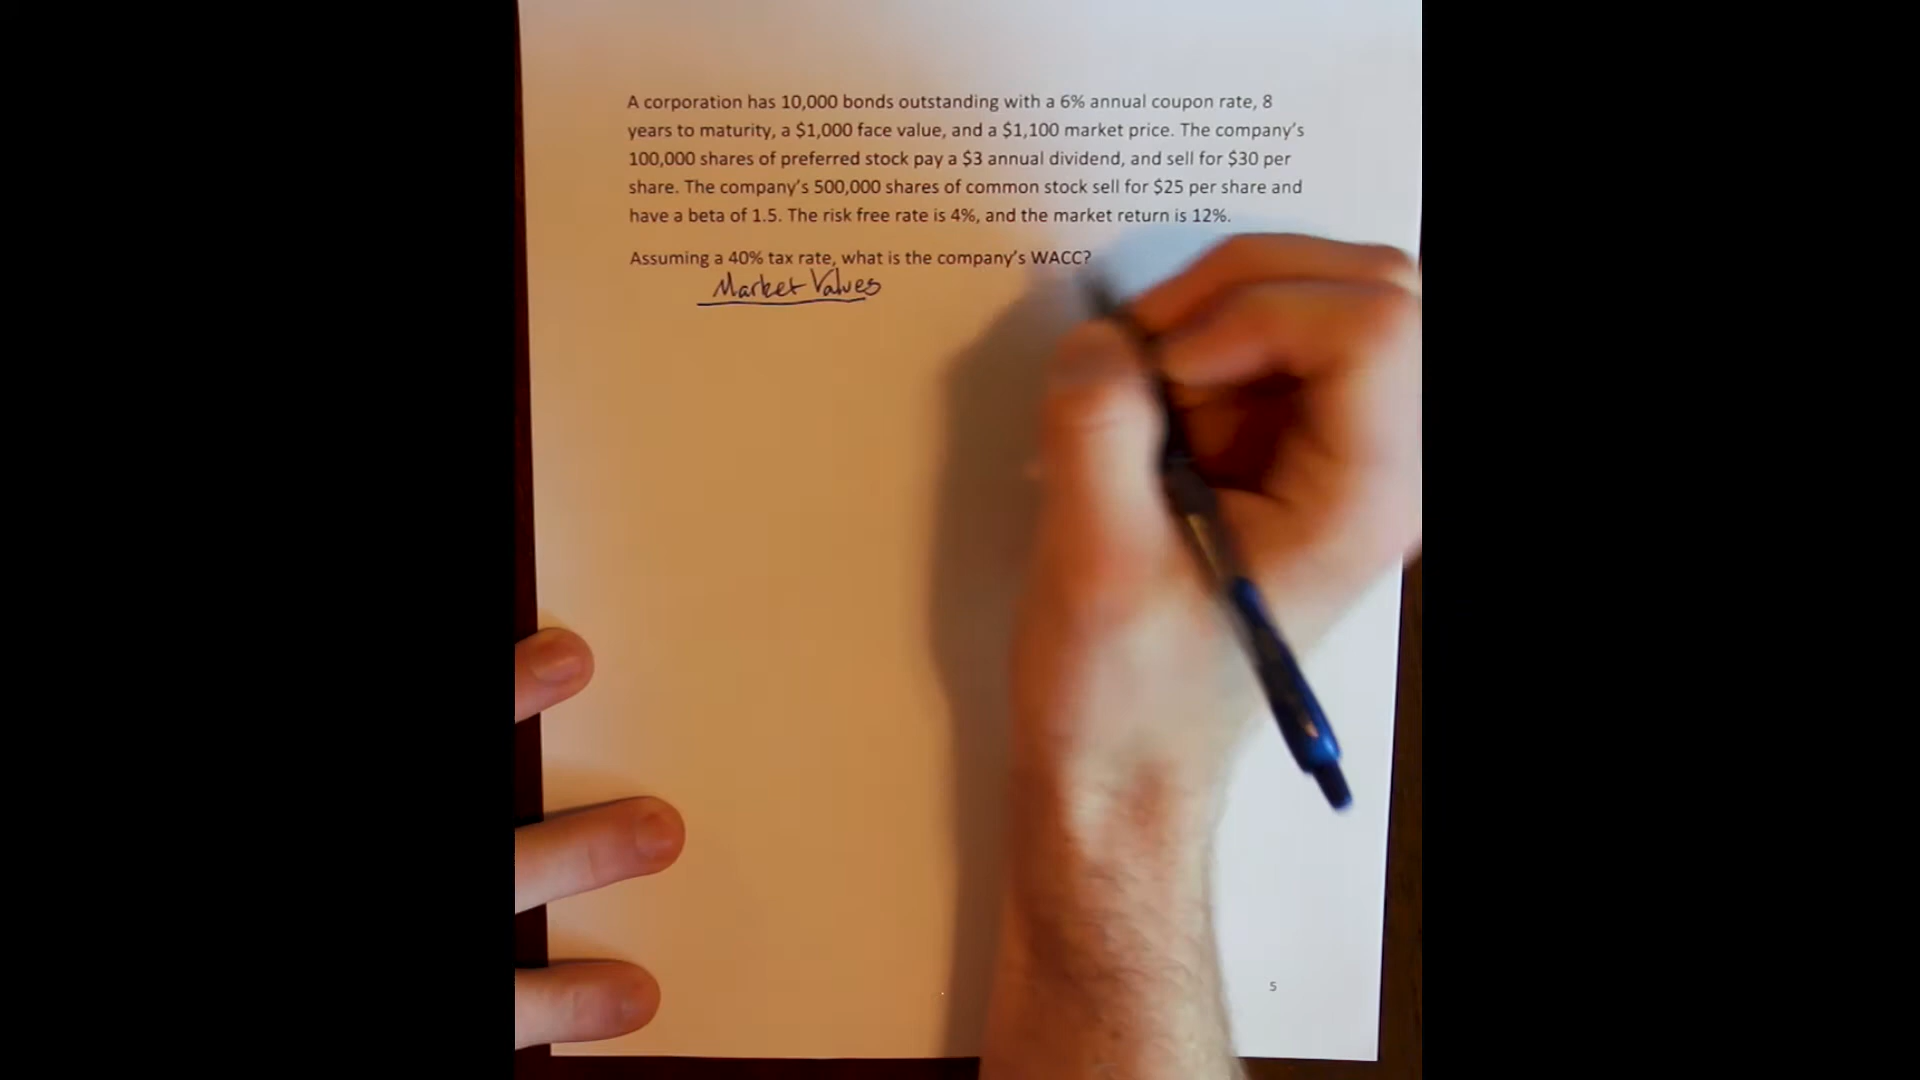 A corporation has 10,000 bonds outstanding with a 6% annual coupon rate, 8
years to maturity, a $1,000 face value, and a $1,100 market price. The company's
100,000 shares of preferred stock pay a $3 annual dividend, and sell for $30 per
share. The company's 500,000 shares of common stock sell for $25 per share and
have a beta of 1.5. The risk free rate is 4%, and the market return is 12%.
Assuming a 40% tax rate, what is the company's WACC?
Market Values
5